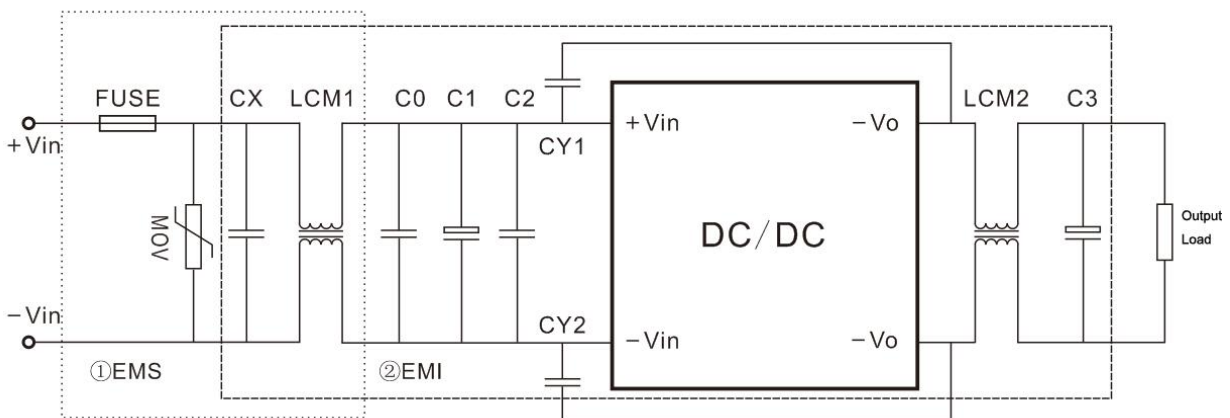 FUSE
CX
LCM1
C0
C1
C2
LCM2
C3
+Vin
CY1
+Vin
−Vo
MOV
DC/DC
Output
Load
−Vin
CY2
−Vin
−Vo
①EMS
②EMI